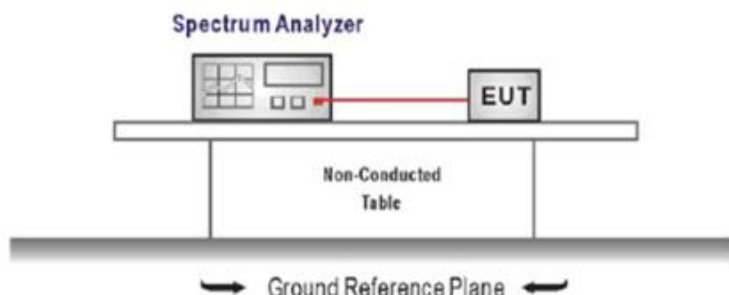 Spectrum Analyzer
EUT
Non-Conducted
Table
Ground Reference Plane